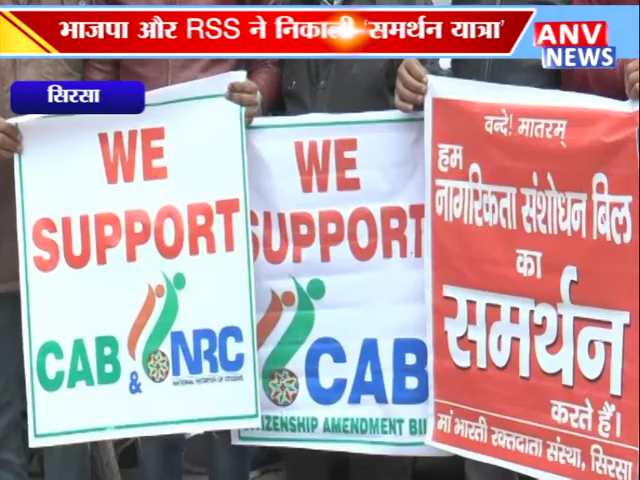 भाजपा और RSS ने निकाली 'समर्थन यात्रा'
ANV
NEWS
सिरसा
WE
SUPPORT
CAB & NRC
NATIONAL REGISTER OF CITIZENS
WE
SUPPORT
CAB
CITIZENSHIP AMENDMENT BI
वन्दे! मातरम्
हम
नागरिकता संशोधन बिल
का
समर्थन
करते हैं।
मां भारती रक्तदाता संस्था, सिरसा